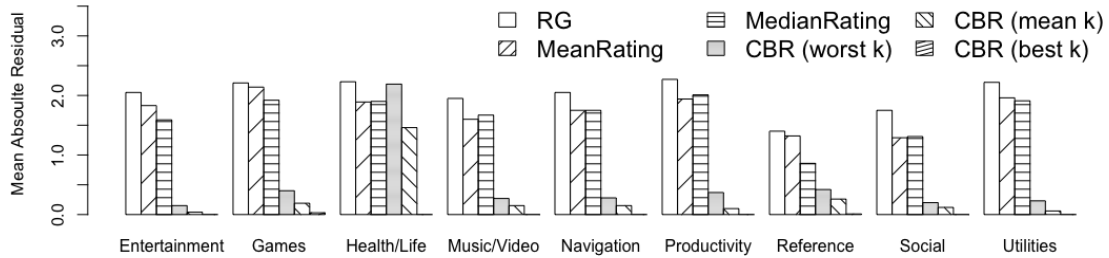 RG
MeanRating
MedianRating
CBR (worst k)
CBR (mean k)
CBR (best k)
Mean Absoulte Residual
3.0
2.0
1.0
0.0
Entertainment Games Health/Life Music/Video Navigation Productivity Reference Social Utilities